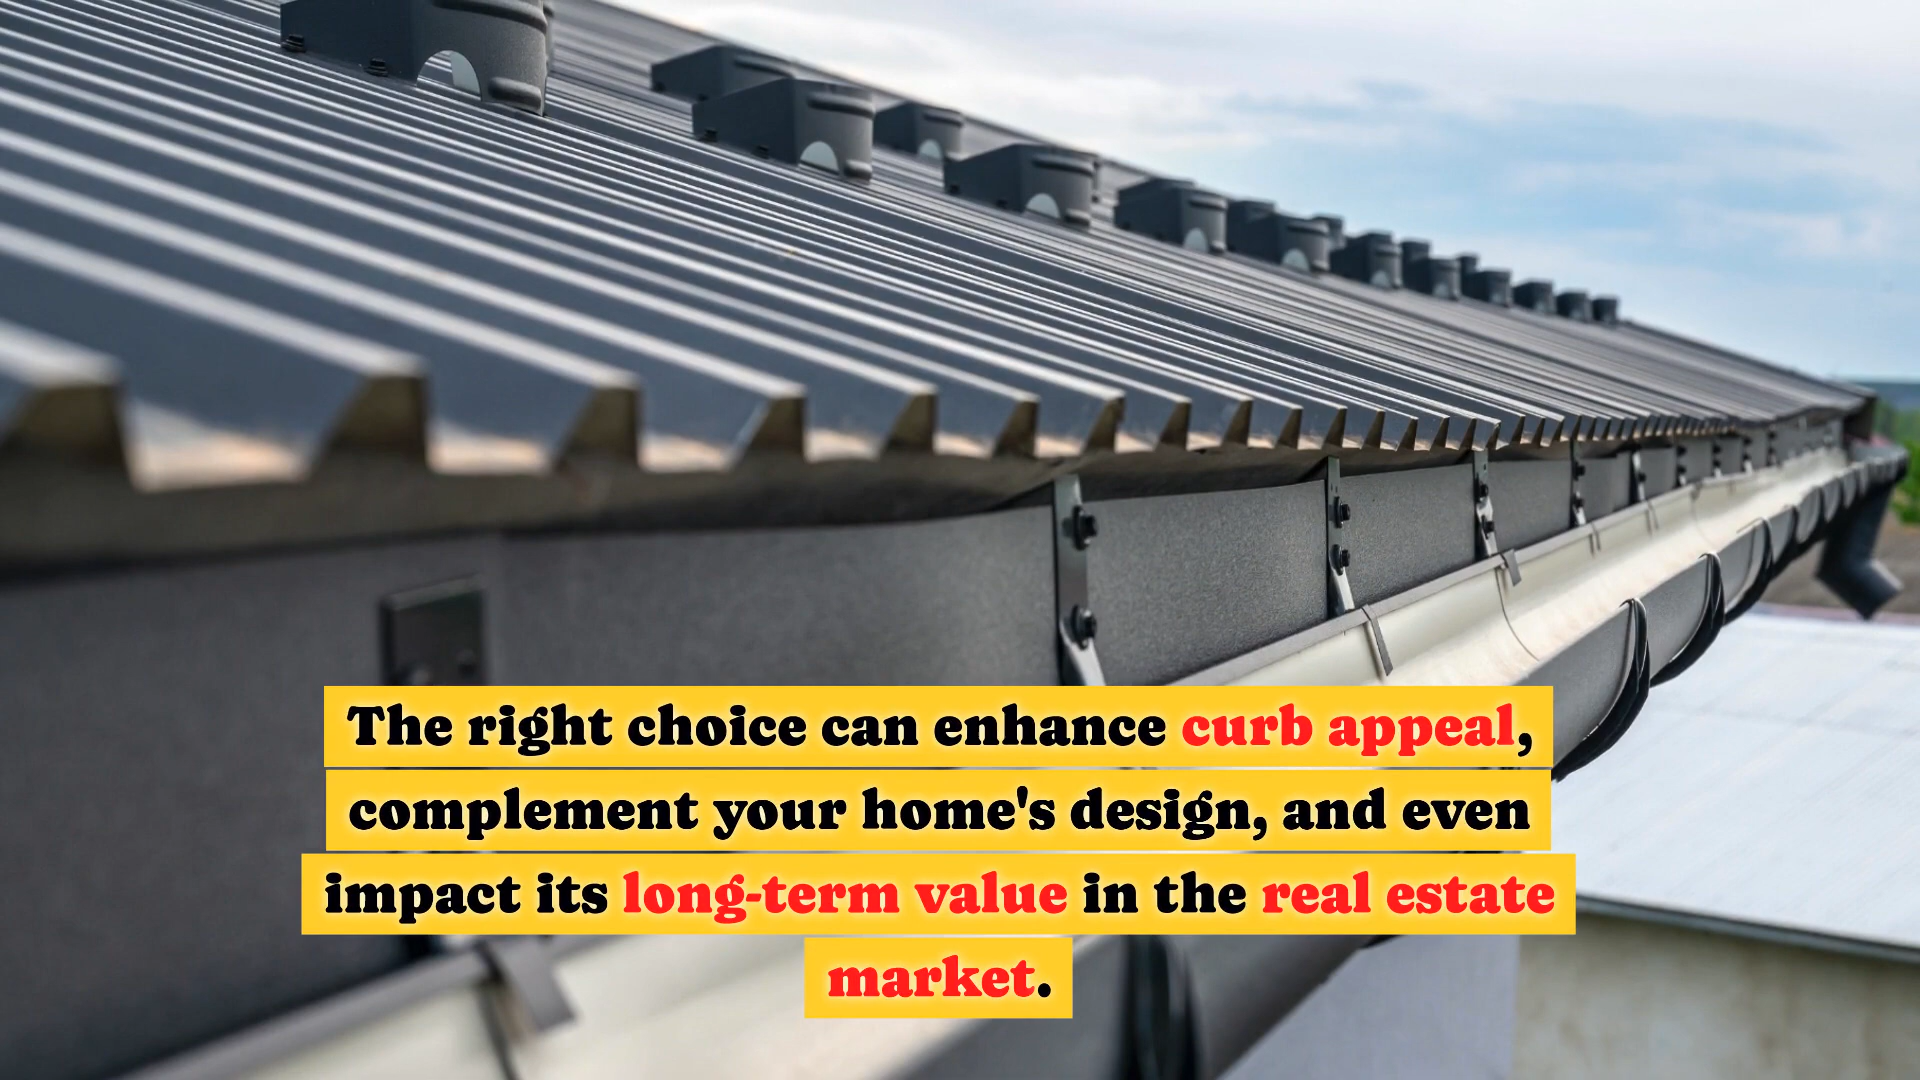 The right choice can enhance curb appeal,
complement your home's design, and even
impact its long-term value in the real estate
market.